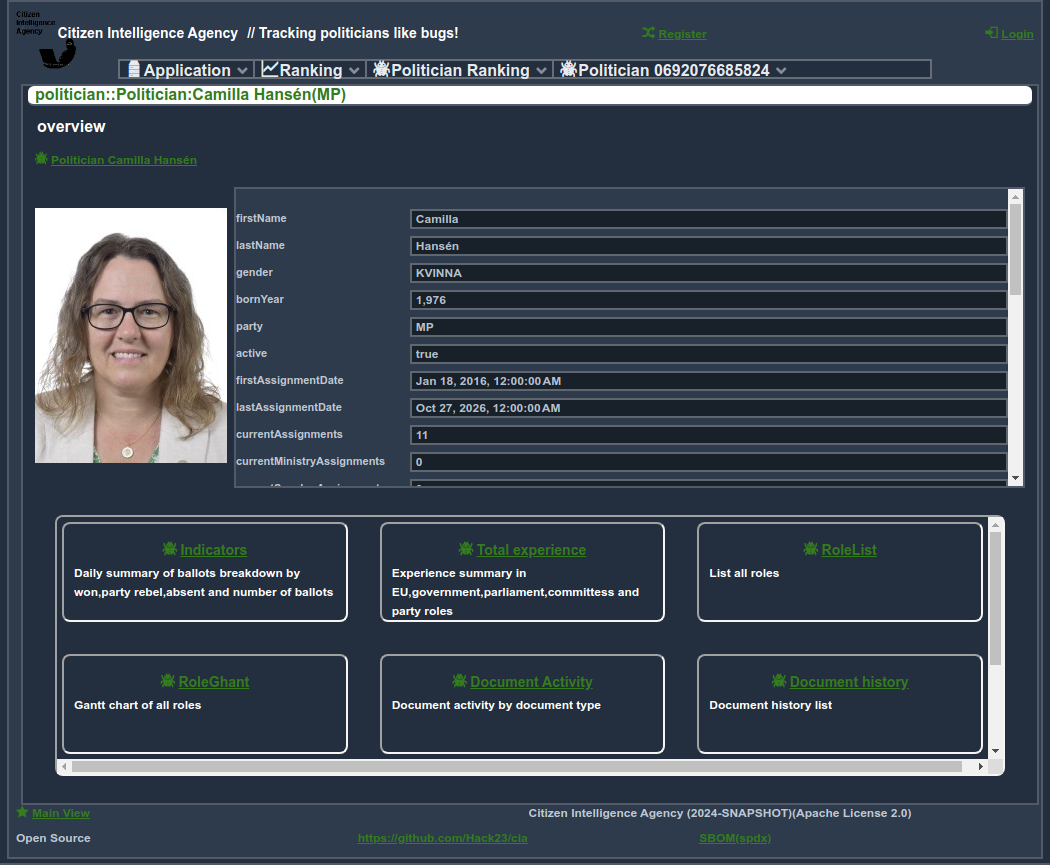 Citizen
Intelligence
Agency
Citizen Intelligence Agency // Tracking politicians like bugs!
Register
Login
Application
Ranking
Politician Ranking
Politician 0692076685824
politician::Politician:Camilla Hansén(MP)
overview
Politician Camilla Hansén
firstName Camilla
lastName Hansén
gender KVINNA
bornYear 1,976
party MP
active true
firstAssignmentDate Jan 18, 2016, 12:00:00 AM
lastAssignmentDate Oct 27, 2026, 12:00:00 AM
currentAssignments 11
currentMinistryAssignments 0
Indicators
Daily summary of ballots breakdown by
won,party rebel,absent and number of ballots
Total experience
Experience summary in
EU,government,parliament,committess and
party roles
RoleList
List all roles
RoleGhant
Gantt chart of all roles
Document Activity
Document activity by document type
Document history
Document history list
Main View
Citizen Intelligence Agency (2024-SNAPSHOT)(Apache License 2.0)
Open Source
https://github.com/Hack23/cia
SBOM(spdx)